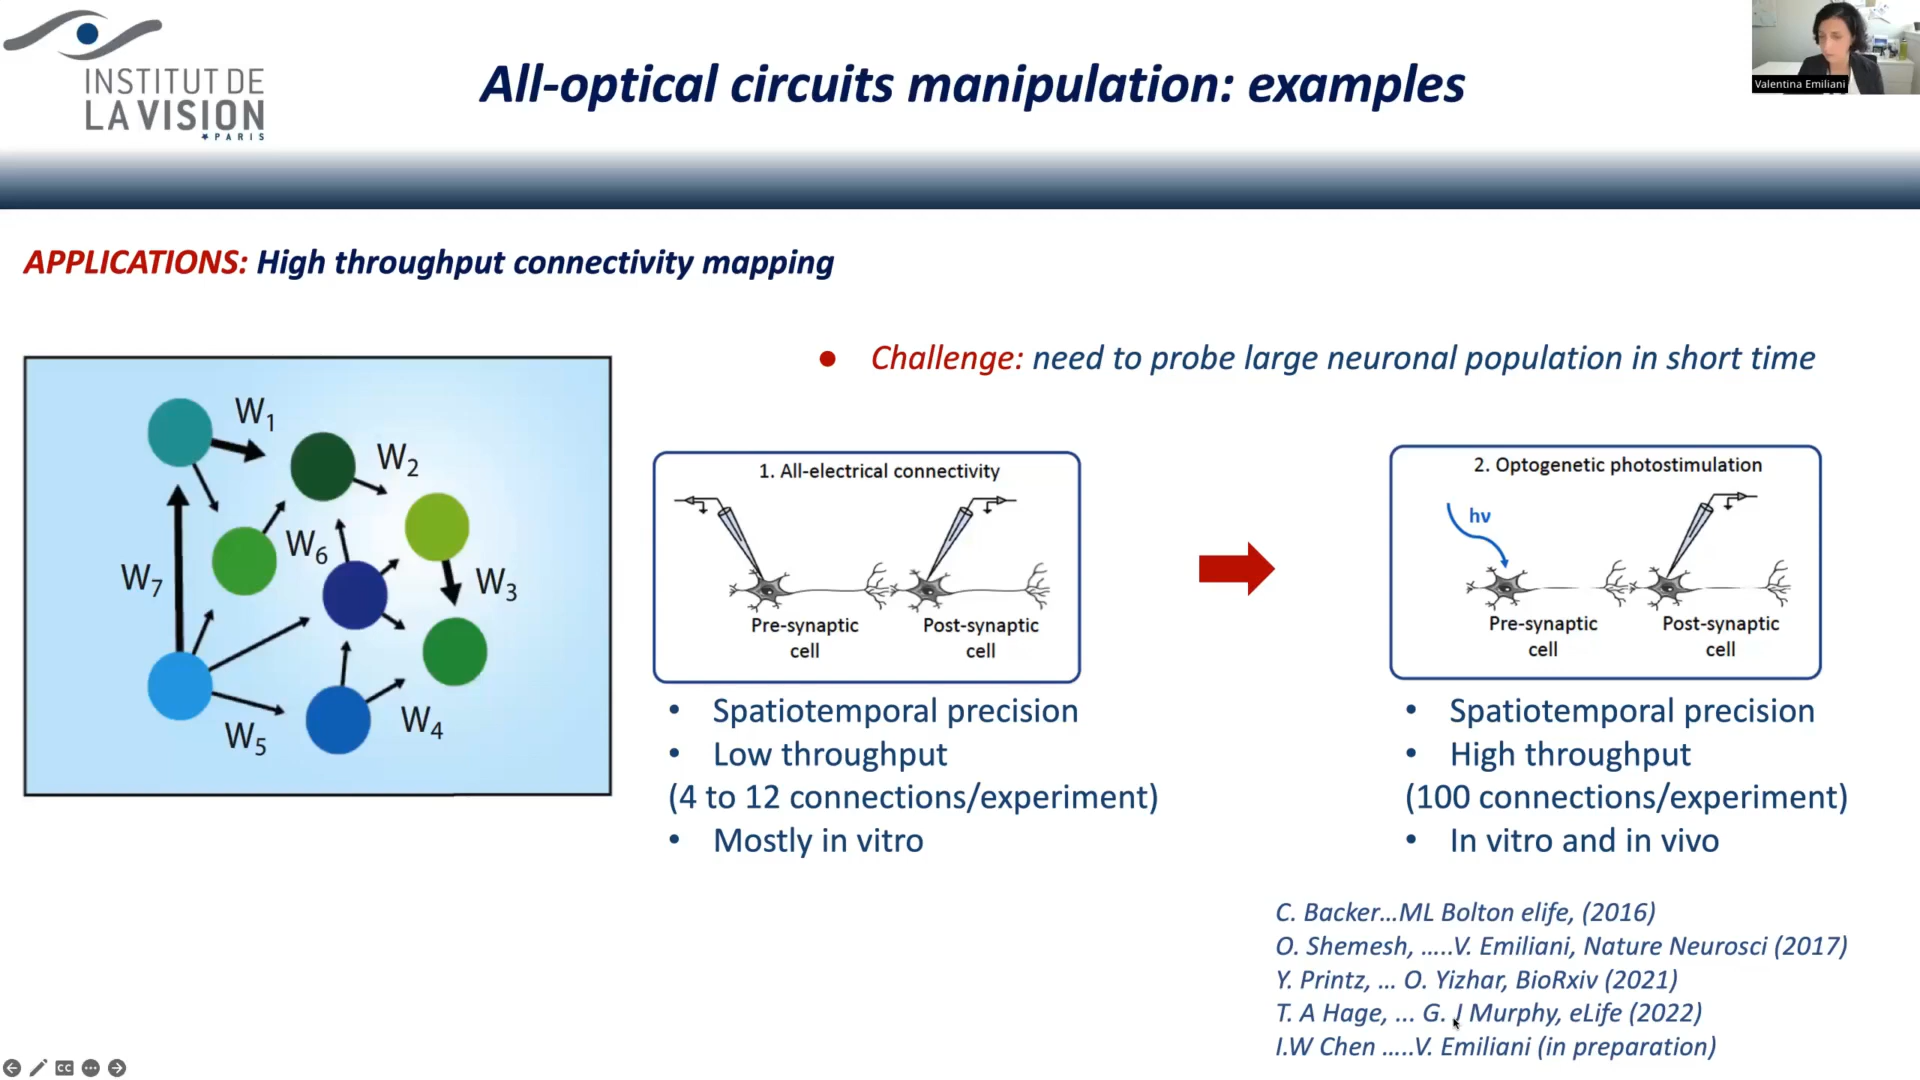 INSTITUT DE
LA VISION
PARIS
All-optical circuits manipulation: examples
Valentina Emiliani
APPLICATIONS: High throughput connectivity mapping
Challenge: need to probe large neuronal population in short time
W1
W2
W3
W4
W5
W6
W7
1. All-electrical connectivity
Pre-synaptic
cell
Post-synaptic
cell
• Spatiotemporal precision
• Low throughput
(4 to 12 connections/experiment)
• Mostly in vitro
2. Optogenetic photostimulation
hv
Pre-synaptic
cell
Post-synaptic
cell
• Spatiotemporal precision
• High throughput
(100 connections/experiment)
• In vitro and in vivo
C. Backer...ML Bolton elife, (2016)
O. Shemesh, .....V. Emiliani, Nature Neurosci (2017)
Y. Printz, ... O. Yizhar, BioRxiv (2021)
T. A Hage, ... G. J Murphy, eLife (2022)
I.W Chen .....V. Emiliani (in preparation)
CC